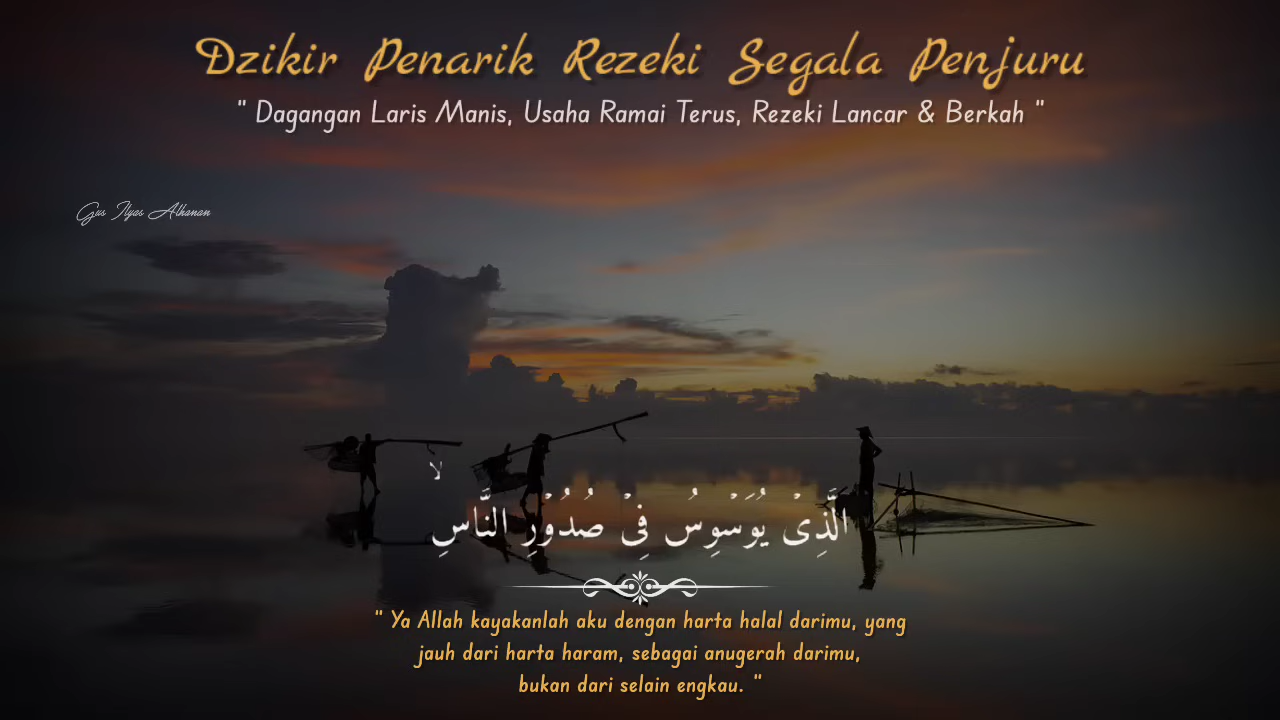 Dzikir Penarik Rezeki Segala Penjuru
" Dagangan Laris Manis, Usaha Ramai Terus, Rezeki Lancar & Berkah "
Gus Ilyas Alhanan
الَّذِىْ يُوَسْوِسُ فِىْ صُدُوْرِ النَّاسِۙ
" Ya Allah kayakanlah aku dengan harta halal darimu, yang
jauh dari harta haram, sebagai anugerah darimu,
bukan dari selain engkau. "